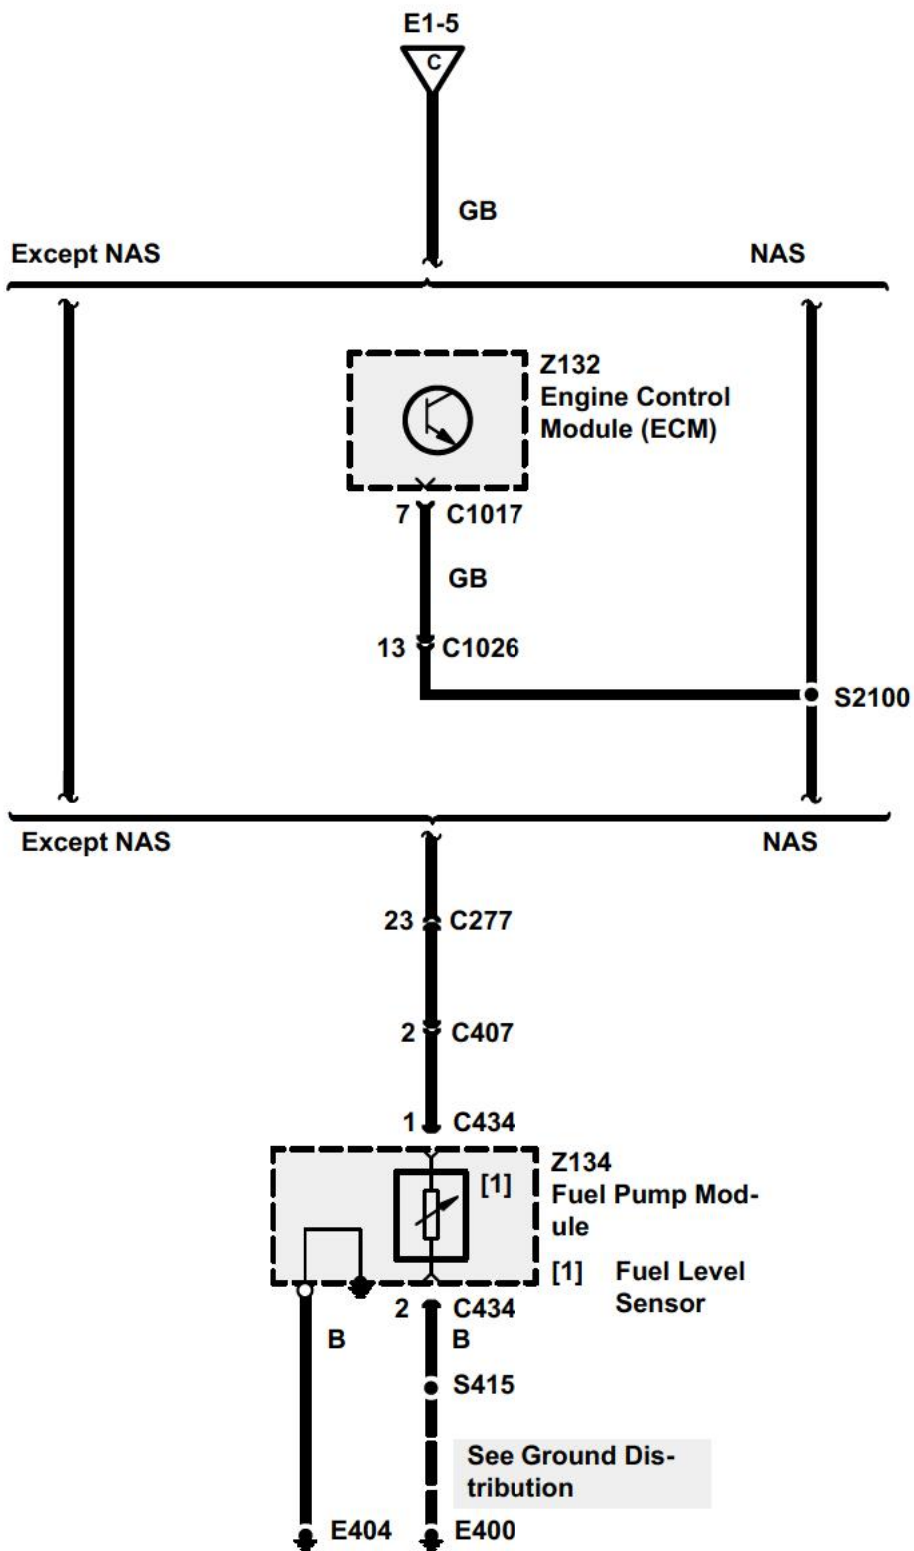 E1-5
C
GB
Except NAS
NAS
Z132
Engine Control
Module (ECM)
7
C1017
GB
13
C1026
S2100
Except NAS
NAS
23
C277
2
C407
1
C434
[1]
Z134
Fuel Pump Mod-
ule
[1] Fuel Level
Sensor
2
C434
B
B
S415
See Ground Dis-
tribution
E404
E400